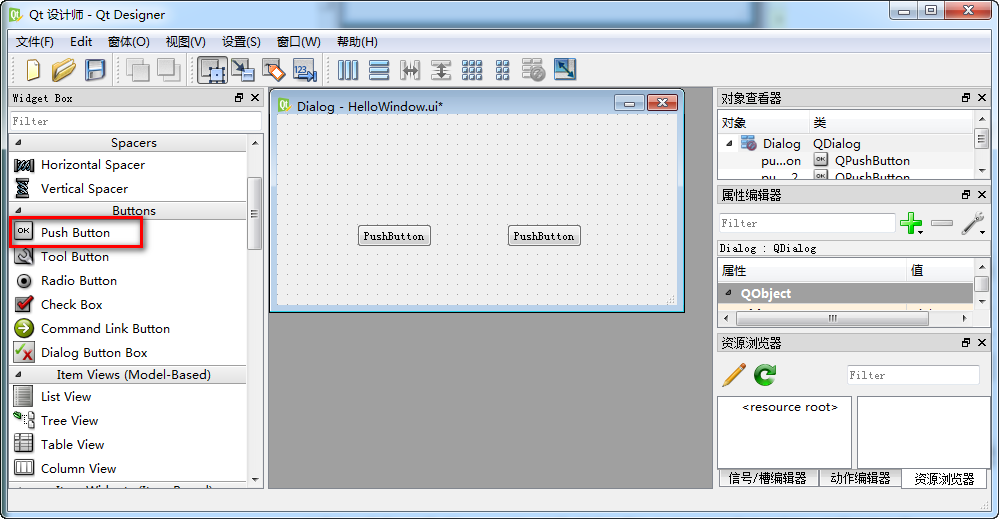 Qt 设计师 - Qt Designer
文件(F) Edit 窗体(O) 视图(V) 设置(S) 窗口(W) 帮助(H)
Widget Box
Filter
Spacers
Horizontal Spacer
Vertical Spacer
Buttons
OK Push Button
Tool Button
Radio Button
Check Box
Command Link Button
Dialog Button Box
Item Views (Model-Based)
List View
Tree View
Table View
Column View
Dialog - HelloWindow.ui*
PushButton PushButton
对象查看器
对象 类
Dialog QDialog
pu...on QPushButton
pu...2 QPushButton
属性编辑器
Filter
Dialog : QDialog
属性 值
QObject
资源浏览器
Filter
<resource root>
信号/槽编辑器 动作编辑器 资源浏览器